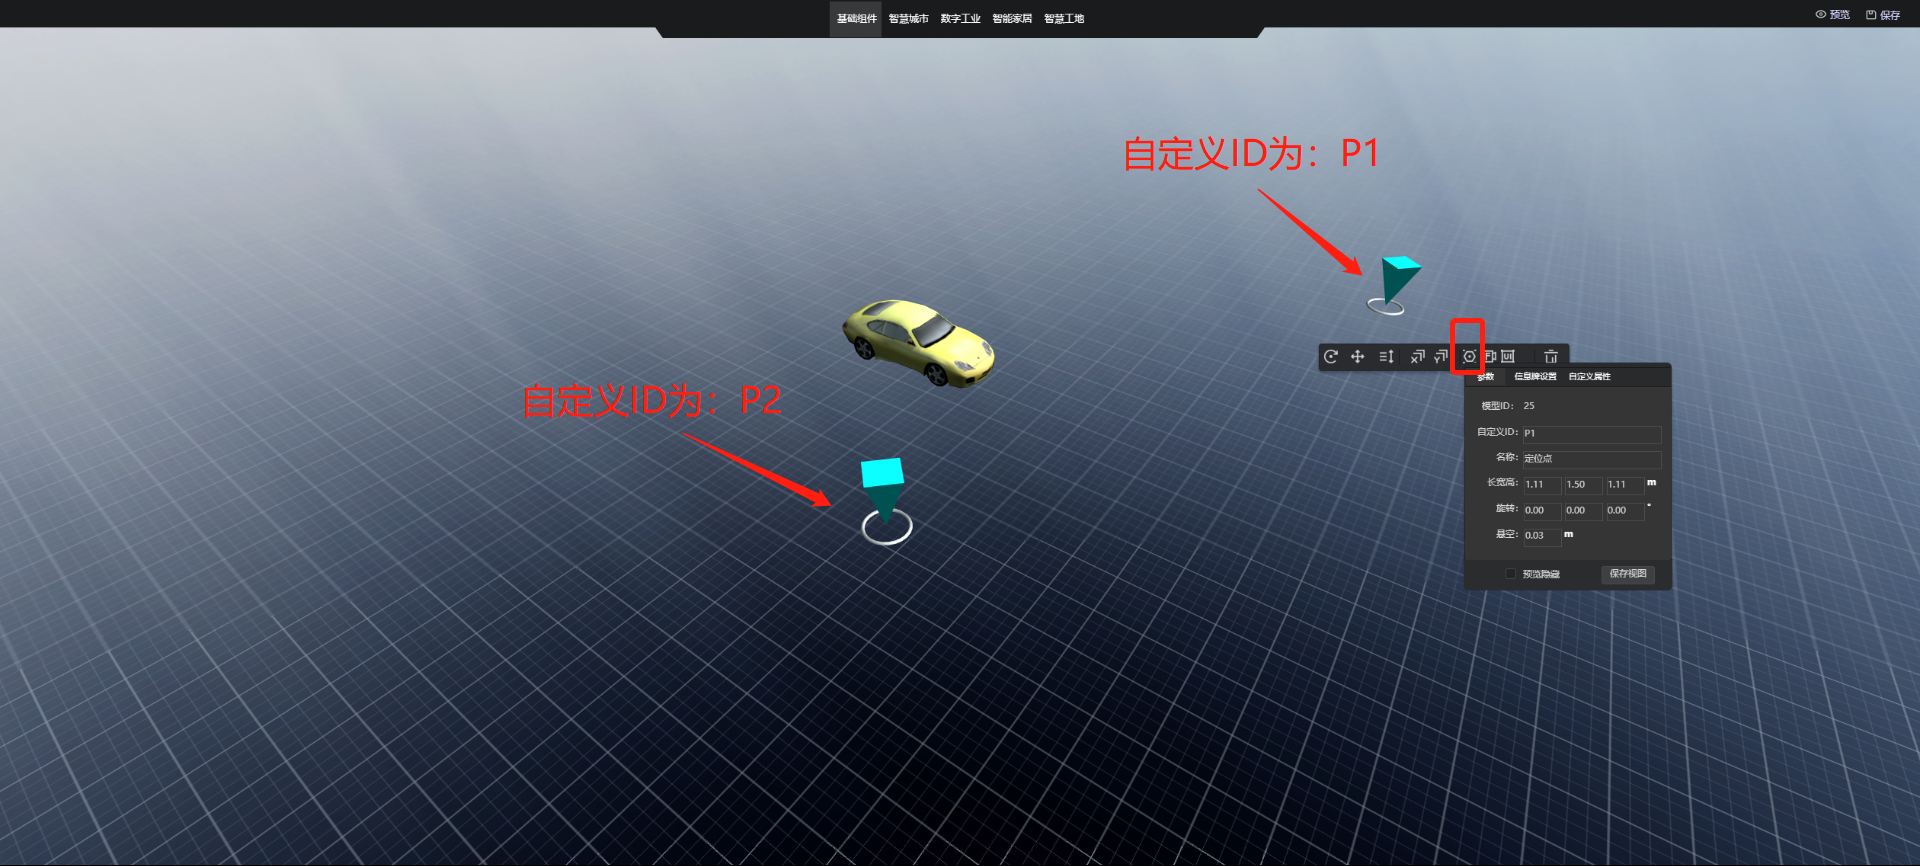 基础组件 智慧城市 数字工业 智能家居 智慧工地
预览 保存
自定义ID为：P1
自定义ID为：P2
UI
参数 信息牌设置 自定义属性
模型ID： 25
自定义ID： P1
名称： 定位点
长宽高： 1.11 1.50 1.11 m
旋转： 0.00 0.00 0.00 °
悬空： 0.03 m
预览隐藏 保存视图